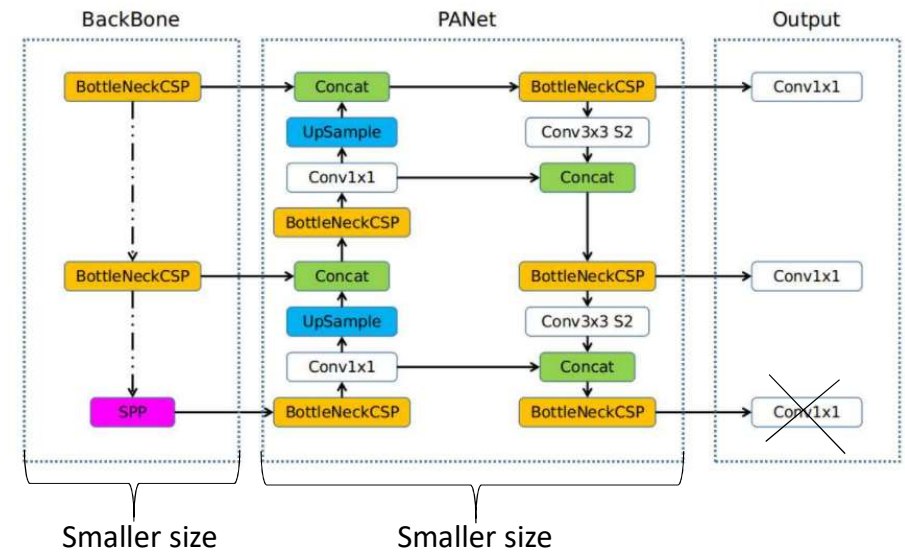 BackBone PANet Output
BottleNeckCSP Concat BottleNeckCSP Conv1x1
UpSample Conv3x3 S2
Conv1x1 Concat
BottleNeckCSP
BottleNeckCSP Concat BottleNeckCSP Conv1x1
UpSample Conv3x3 S2
Conv1x1 Concat
SPP BottleNeckCSP BottleNeckCSP Conv1x1
Smaller size Smaller size